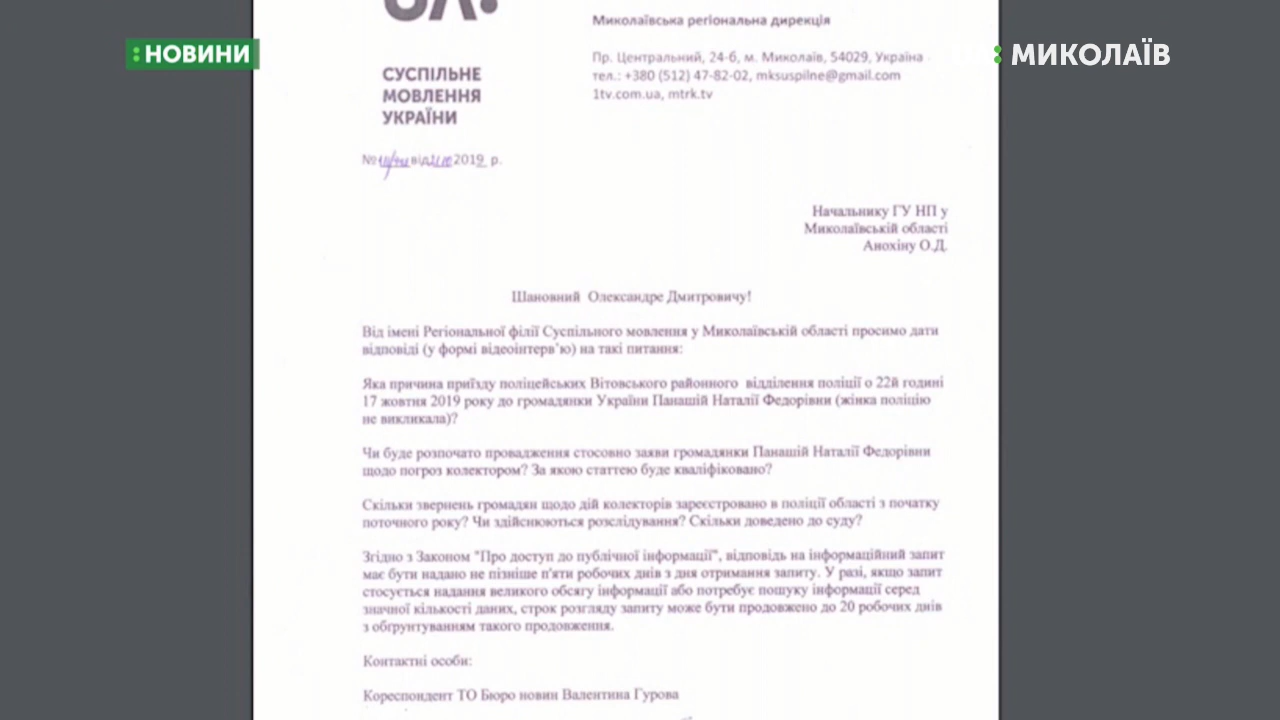 : НОВИНИ
: МИКОЛАЇВ
UA:
СУСПІЛЬНЕ
МОВЛЕННЯ
УКРАЇНИ
Миколаївська регіональна дирекція
Пр. Центральний, 24-б, м. Миколаїв, 54029, Україна
тел.: +380 (512) 47-82-02, mksuspilne@gmail.com
1tv.com.ua, mtrk.tv
№ від 2019 р.
Начальнику ГУ НП у
Миколаївській області
Анохіну О.Д.
Шановний Олександре Дмитровичу!
Від імені Регіональної філії Суспільного мовлення у Миколаївській області просимо дати
відповіді (у формі відеоінтерв'ю) на такі питання:
Яка причина приїзду поліцейських Вітовського районного відділення поліції о 22й годині
17 жовтня 2019 року до громадянки України Панашій Наталії Федорівни (жінка поліцію
не викликала)?
Чи буде розпочато провадження стосовно заяви громадянки Панашій Наталії Федорівни
щодо погроз колектором? За якою статтею буде кваліфіковано?
Скільки звернень громадян щодо дій колекторів зареєстровано в поліції області з початку
поточного року? Чи здійснюються розслідування? Скільки доведено до суду?
Згідно з Законом "Про доступ до публічної інформації", відповідь на інформаційний запит
має бути надано не пізніше п'яти робочих днів з дня отримання запиту. У разі, якщо запит
стосується надання великого обсягу інформації або потребує пошуку інформації серед
значної кількості даних, строк розгляду запиту може бути продовжено до 20 робочих днів
з обґрунтуванням такого продовження.
Контактні особи:
Кореспондент ТО Бюро новин Валентина Гурова